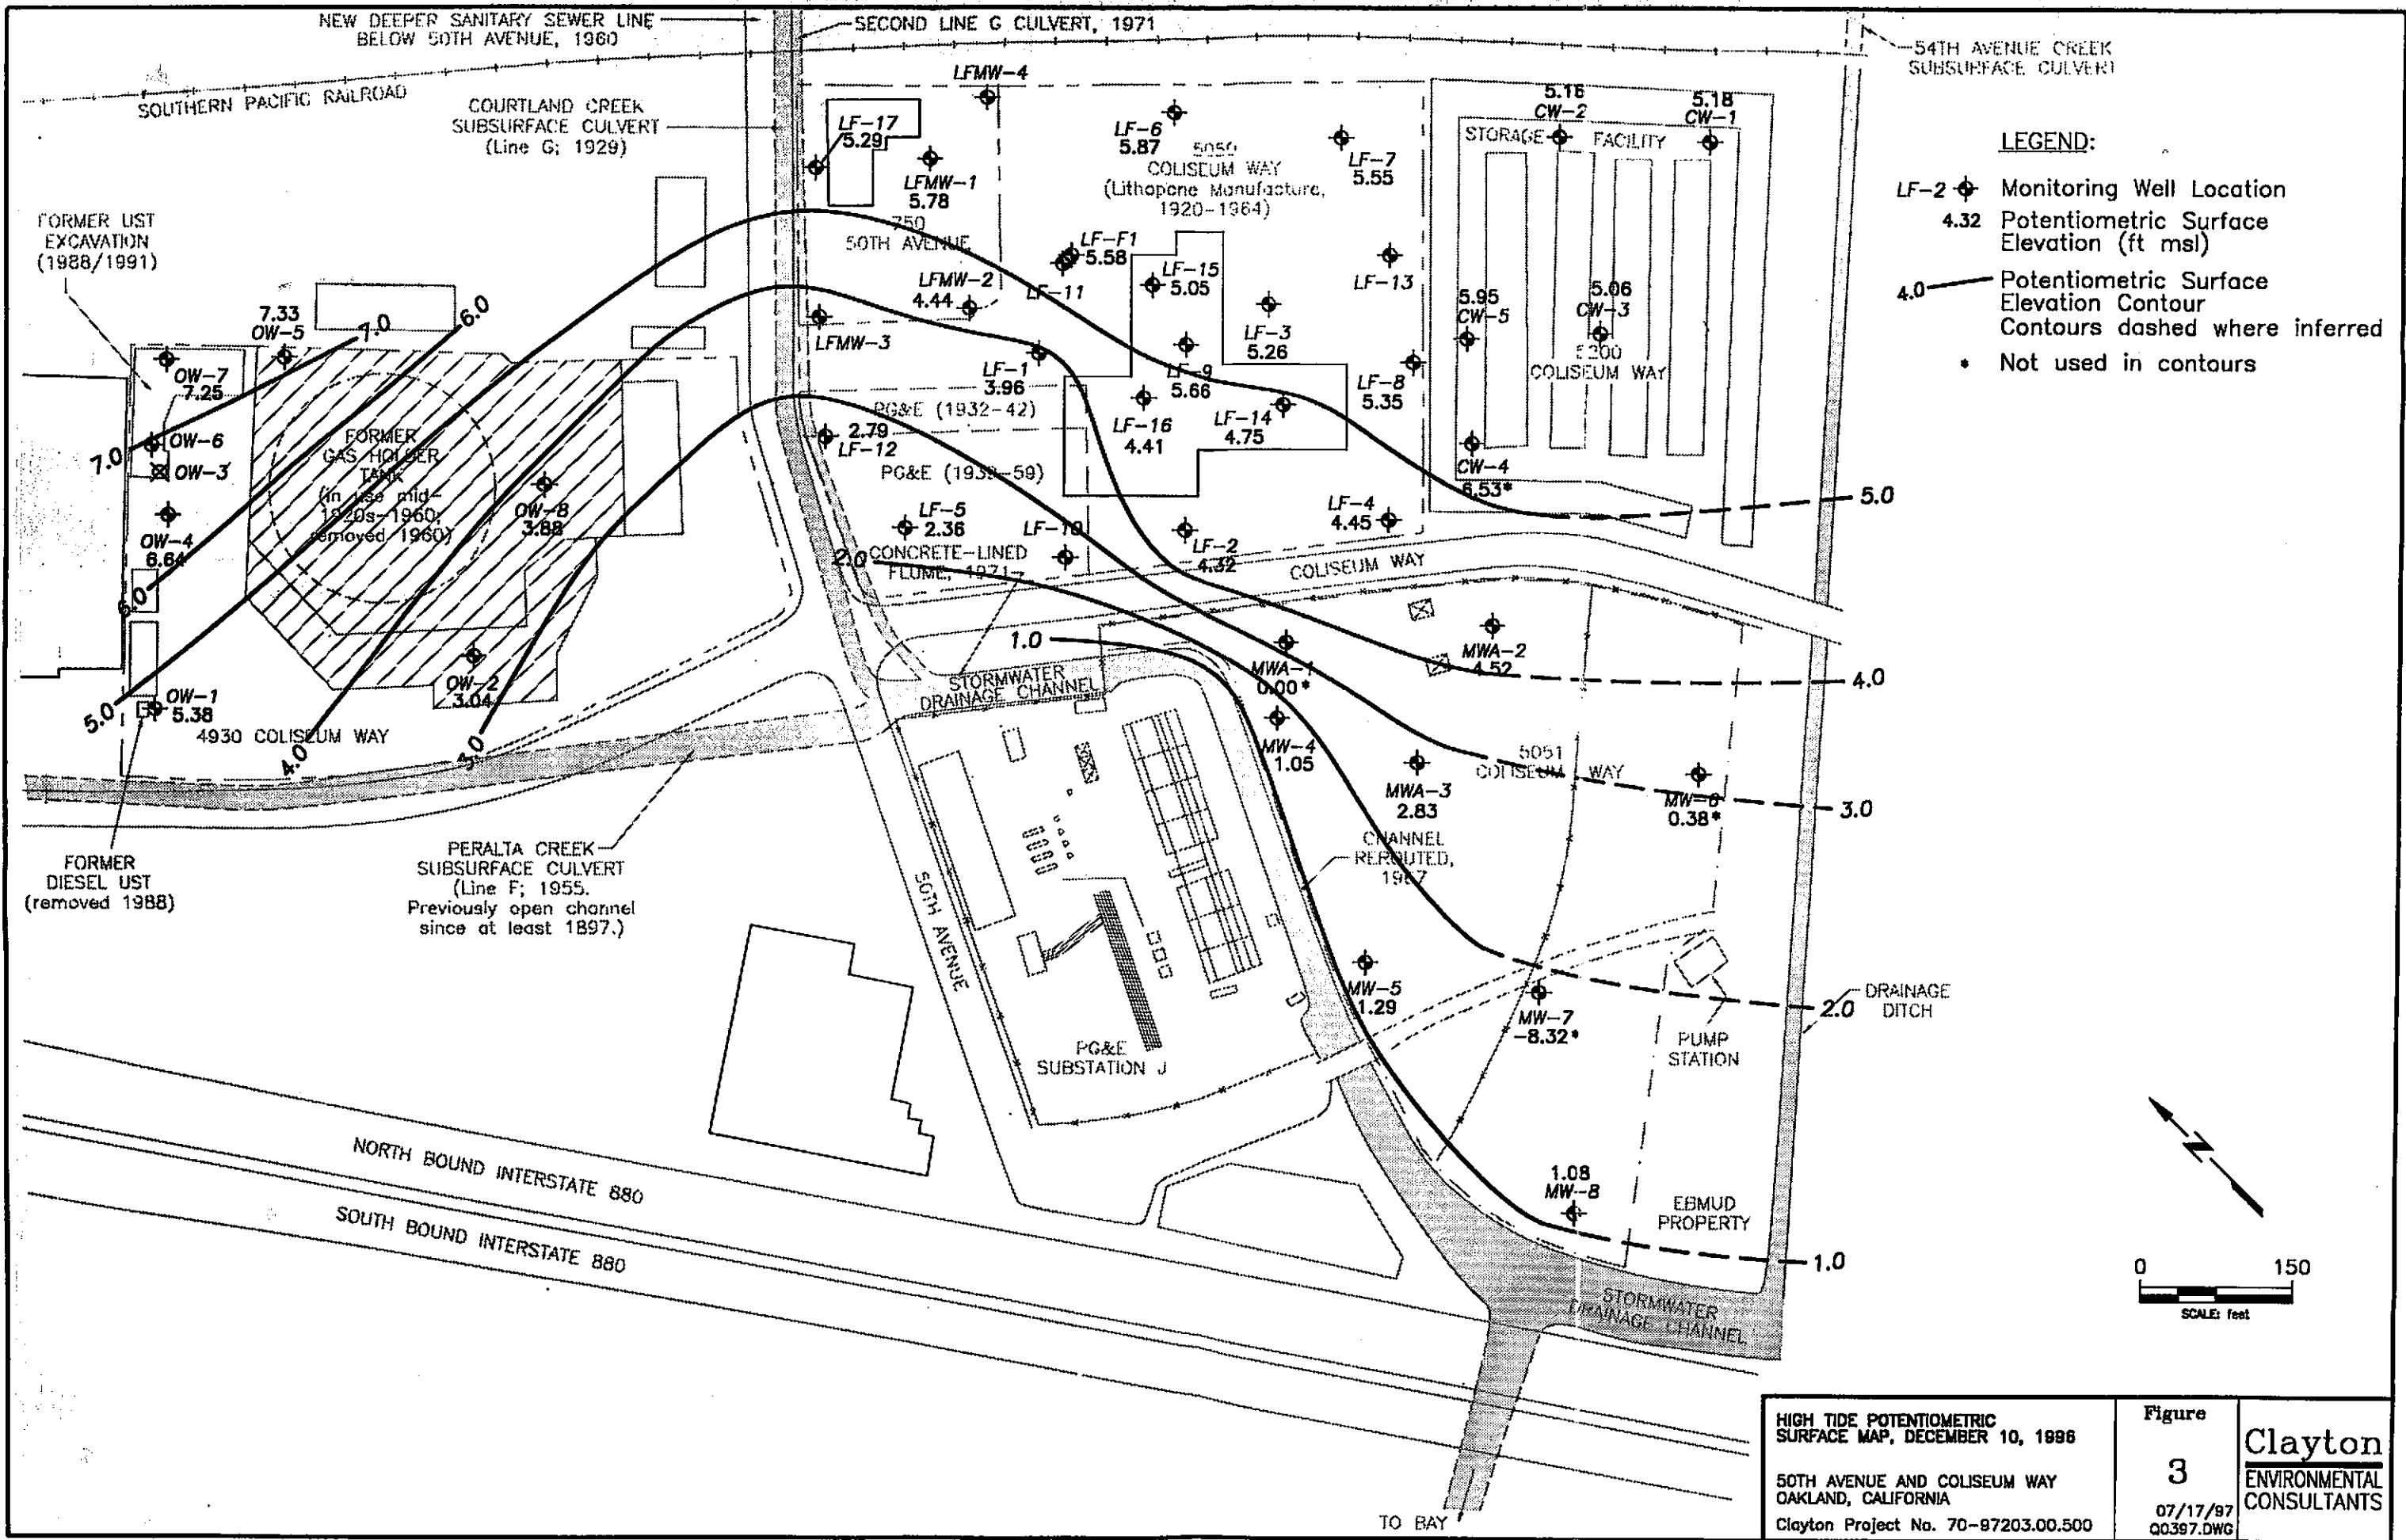 NEW DEEPER SANITARY SEWER LINE
BELOW 50TH AVENUE, 1960
SECOND LINE G CULVERT, 1971
54TH AVENUE CREEK
SUBSURFACE CULVERT
SOUTHERN PACIFIC RAILROAD
COURTLAND CREEK
SUBSURFACE CULVERT
(Line G; 1929)
LFMW-4
LF-17
5.29
LFMW-1
5.78
750
50TH AVENUE
LF-6
5.87
5050
COLISEUM WAY
(Lithopone Manufacture,
1920-1964)
LF-7
5.55
5.16
CW-2
5.18
CW-1
STORAGE
FACILITY
LEGEND:
LF-2
Monitoring Well Location
4.32
Potentiometric Surface
Elevation (ft msl)
4.0
Potentiometric Surface
Elevation Contour
Contours dashed where inferred
* Not used in contours
FORMER UST
EXCAVATION
(1988/1991)
7.33
OW-5
7.0
6.0
OW-7
7.25
7.0
OW-6
OW-3
OW-4
6.64
6.0
FORMER
GAS HOLDER
TANK
(in use mid-
1920s-1960;
removed 1960)
OW-8
3.88
OW-2
3.04
OW-1
5.38
5.0
4.0
3.0
4930 COLISEUM WAY
LFMW-2
4.44
LFMW-3
LF-F1
5.58
LF-11
LF-15
5.05
LF-3
5.26
LF-13
LF-1
3.96
LF-9
5.66
LF-8
5.35
5.95
CW-5
5.06
CW-3
5200
COLISEUM WAY
PG&E (1932-42)
2.79
LF-12
PG&E (1939-59)
LF-16
4.41
LF-14
4.75
CW-4
6.53*
LF-5
2.36
LF-10
LF-2
4.32
LF-4
4.45
5.0
CONCRETE-LINED
FLUME, 1971
2.0
COLISEUM WAY
1.0
STORMWATER
DRAINAGE CHANNEL
MWA-1
0.00*
MWA-2
4.52
4.0
MW-4
1.05
MWA-3
2.83
5051
COLISEUM WAY
MW-6
0.38*
3.0
CHANNEL
REROUTED,
1967
FORMER
DIESEL UST
(removed 1988)
PERALTA CREEK
SUBSURFACE CULVERT
(Line F; 1955.
Previously open channel
since at least 1897.)
50TH AVENUE
PG&E
SUBSTATION J
MW-5
1.29
MW-7
-8.32*
PUMP
STATION
2.0
DRAINAGE
DITCH
1.08
MW-8
EBMUD
PROPERTY
1.0
STORMWATER
DRAINAGE CHANNEL
NORTH BOUND INTERSTATE 880
SOUTH BOUND INTERSTATE 880
TO BAY
N
0 150
SCALE: feet
HIGH TIDE POTENTIOMETRIC
SURFACE MAP, DECEMBER 10, 1996
50TH AVENUE AND COLISEUM WAY
OAKLAND, CALIFORNIA
Clayton Project No. 70-97203.00.500
Figure
3
07/17/97
Q0397.DWG
Clayton
ENVIRONMENTAL
CONSULTANTS